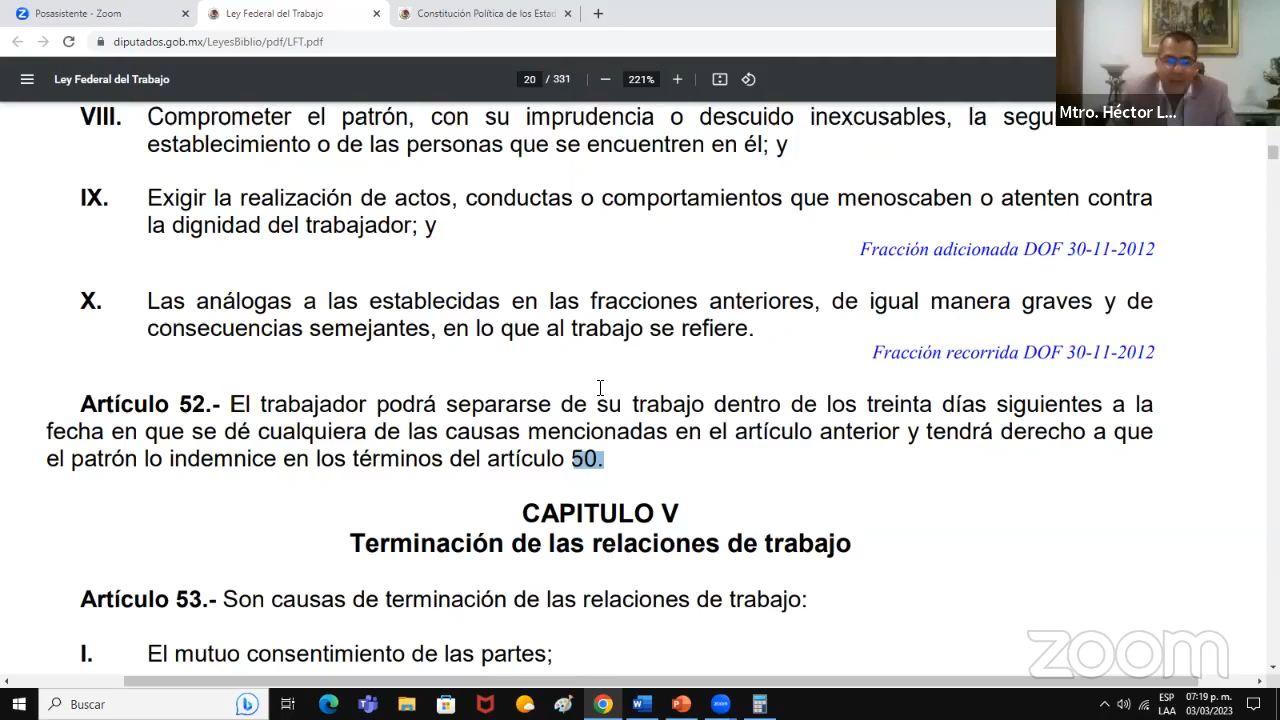 Posasistente - Zoom
Ley Federal del Trabajo
Constitución Política de los Estad
diputados.gob.mx/LeyesBiblio/pdf/LFT.pdf
Ley Federal del Trabajo
20 / 331
221%
Mtro. Héctor L...
VIII. Comprometer el patrón, con su imprudencia o descuido inexcusables, la segu
establecimiento o de las personas que se encuentren en él; y
IX. Exigir la realización de actos, conductas o comportamientos que menoscaben o atenten contra
la dignidad del trabajador; y
Fracción adicionada DOF 30-11-2012
X. Las análogas a las establecidas en las fracciones anteriores, de igual manera graves y de
consecuencias semejantes, en lo que al trabajo se refiere.
Fracción recorrida DOF 30-11-2012
Artículo 52.- El trabajador podrá separarse de su trabajo dentro de los treinta días siguientes a la
fecha en que se dé cualquiera de las causas mencionadas en el artículo anterior y tendrá derecho a que
el patrón lo indemnice en los términos del artículo 50.
CAPITULO V
Terminación de las relaciones de trabajo
Artículo 53.- Son causas de terminación de las relaciones de trabajo:
I. El mutuo consentimiento de las partes;
zoom
Buscar
ESP
LAA
07:19 p. m.
03/03/2023